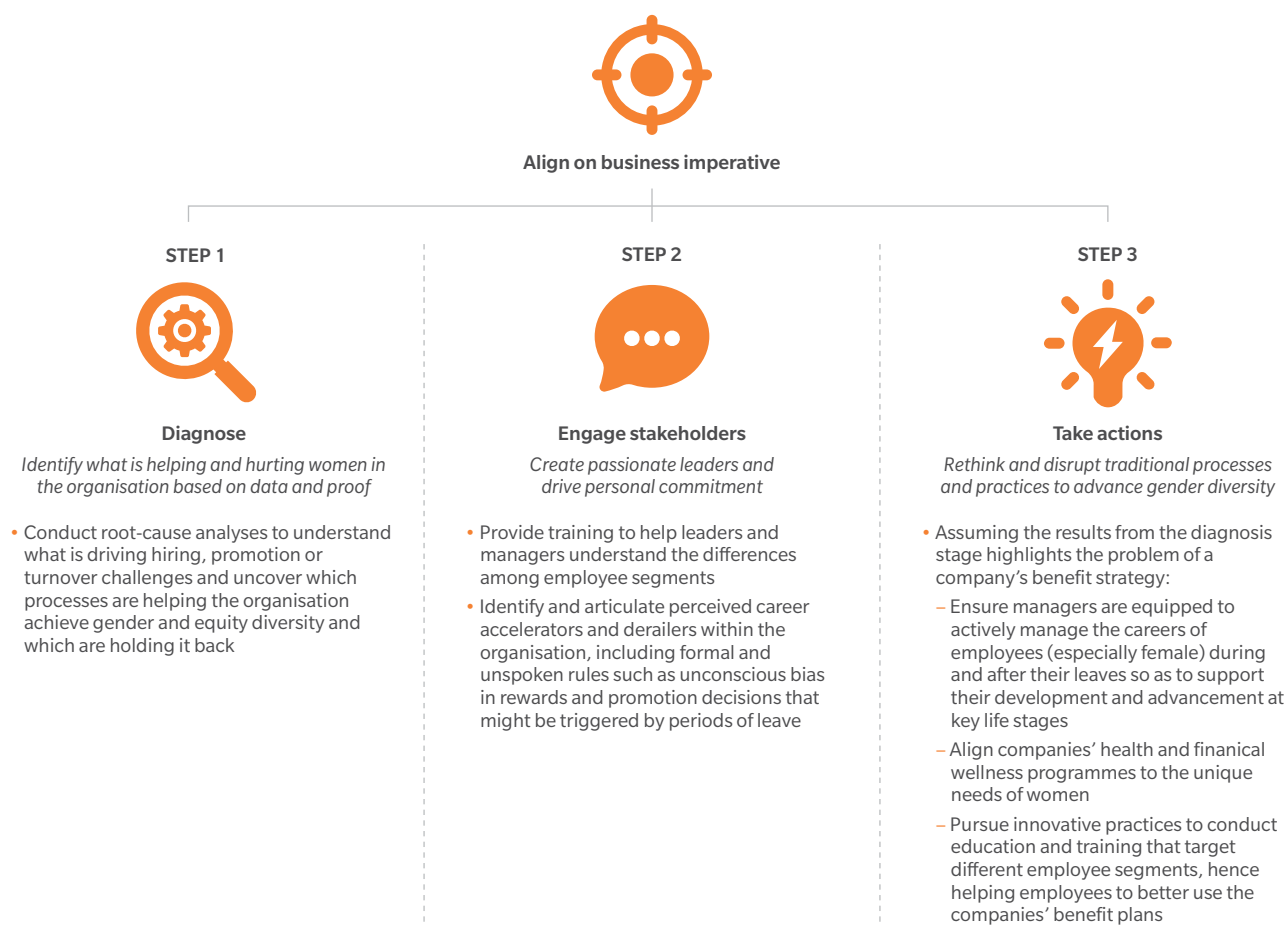 Align on business imperative
STEP 1
Diagnose
Identify what is helping and hurting women in
the organisation based on data and proof
• Conduct root-cause analyses to understand
what is driving hiring, promotion or
turnover challenges and uncover which
processes are helping the organisation
achieve gender and equity diversity and
which are holding it back
STEP 2
Engage stakeholders
Create passionate leaders and
drive personal commitment
• Provide training to help leaders and
managers understand the differences
among employee segments
• Identify and articulate perceived career
accelerators and derailers within the
organisation, including formal and
unspoken rules such as unconscious bias
in rewards and promotion decisions that
might be triggered by periods of leave
STEP 3
Take actions
Rethink and disrupt traditional processes
and practices to advance gender diversity
• Assuming the results from the diagnosis
stage highlights the problem of a
company’s benefit strategy:
– Ensure managers are equipped to
actively manage the careers of
employees (especially female) during
and after their leaves so as to support
their development and advancement at
key life stages
– Align companies’ health and finanical
wellness programmes to the unique
needs of women
– Pursue innovative practices to conduct
education and training that target
different employee segments, hence
helping employees to better use the
companies’ benefit plans